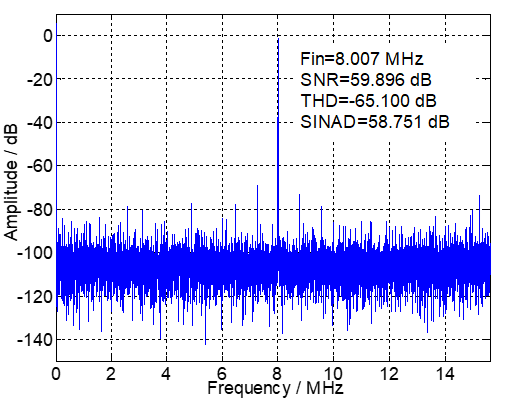 Fin=8.007 MHz
SNR=59.896 dB
THD=-65.100 dB
SINAD=58.751 dB
Amplitude / dB
0
-20
-40
-60
-80
-100
-120
-140
0 2 4 6 8 10 12 14
Frequency / MHz